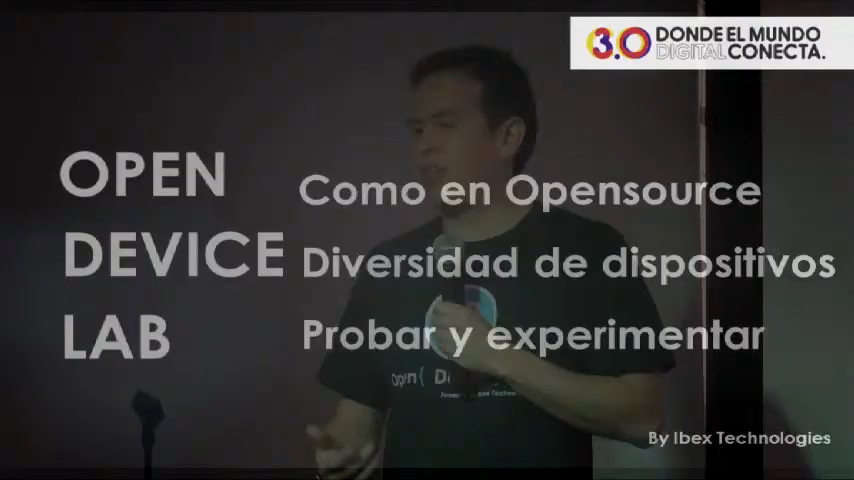 3.0 DONDE EL MUNDO
DIGITAL CONECTA.
OPEN
DEVICE
LAB
Como en Opensource
Diversidad de dispositivos
Probar y experimentar
Open{ D
By Ibex Technologies